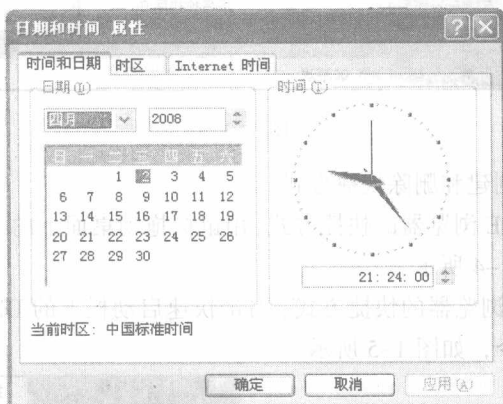 日期和时间 属性
时间和日期 时区 Internet 时间
日期(D) 时间(T)
四月 2008
日 一 二 三 四 五 六
1 2 3 4 5
6 7 8 9 10 11 12
13 14 15 16 17 18 19
20 21 22 23 24 25 26
27 28 29 30
21:24:00
当前时区: 中国标准时间
确定 取消 应用(A)